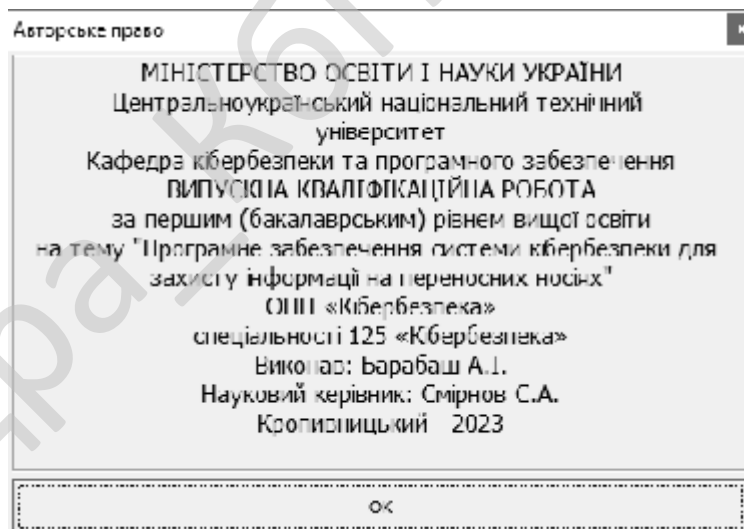 Авторське право
МІНІСТЕРСТВО ОСВІТИ І НАУКИ УКРАЇНИ
Центральноукраїнський національний технічний
університет
Кафедра кібербезпеки та програмного забезпечення
ВИПУСКНА КВАЛІФІКАЦІЙНА РОБОТА
за першим (бакалаврським) рівнем вищої освіти
на тему "Програмне забезпечення системи кібербезпеки для
захисту інформації на переносних носіях"
ОПП «Кібербезпека»
спеціальності 125 «Кібербезпека»
Виконав: Барабаш А.І.
Науковий керівник: Смірнов С.А.
Кропивницький 2023
ОК